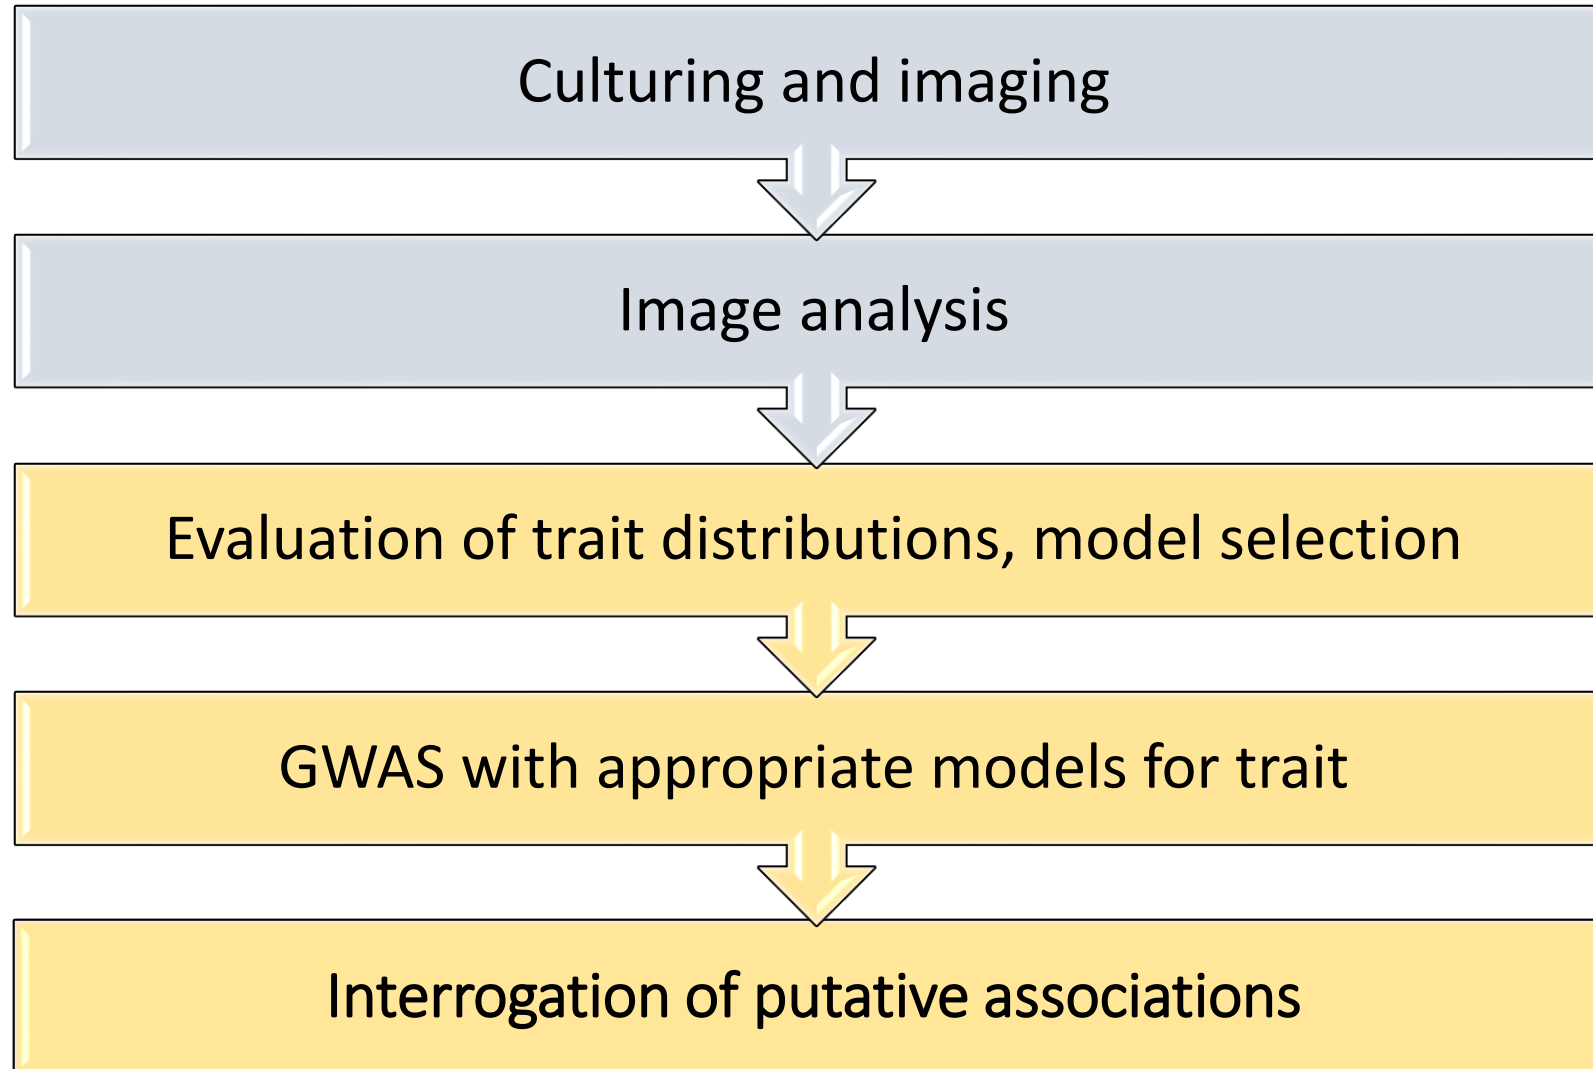 Culturing and imaging
Image analysis
Evaluation of trait distributions, model selection
GWAS with appropriate models for trait
Interrogation of putative associations